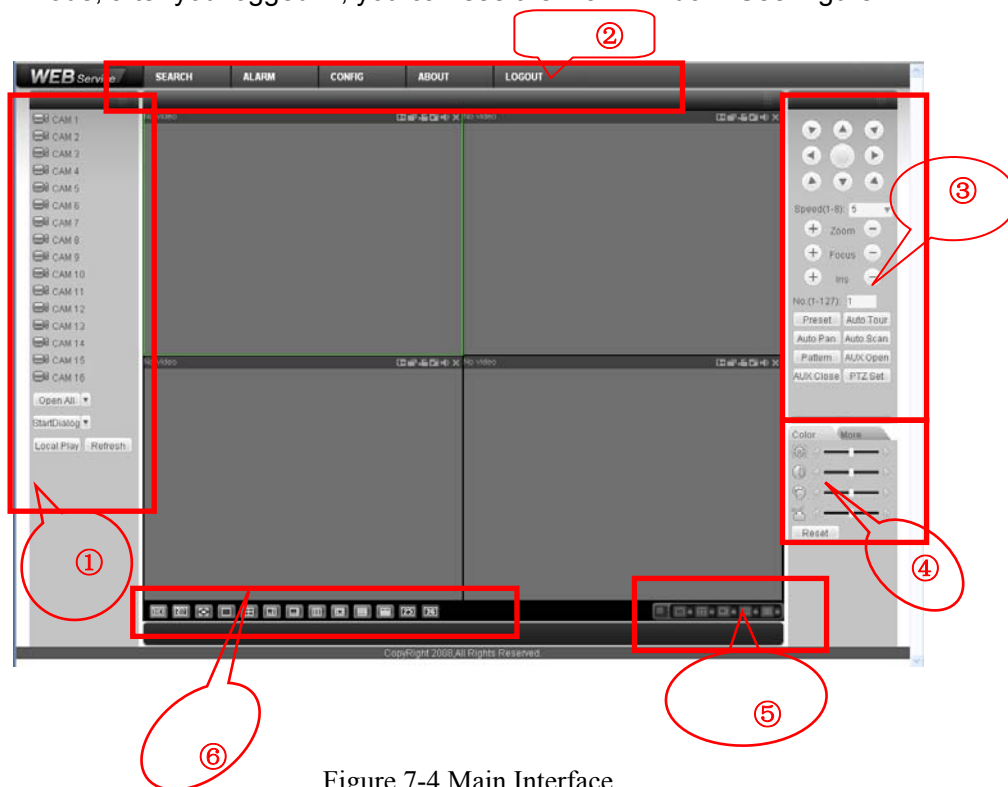 WEB Service
SEARCH ALARM CONFIG ABOUT LOGOUT
②
CAM 1
CAM 2
CAM 3
CAM 4
CAM 5
CAM 6
CAM 7
CAM 8
CAM 9
CAM 10
CAM 11
CAM 12
CAM 13
CAM 14
CAM 15
CAM 16
Open All
StartDialog
Local Play Refresh
①
No video
No video
No video
No video
Speed(1-8): 5
Zoom
Focus
Iris
No.(1-127): 1
Preset Auto Tour
Auto Pan Auto Scan
Pattern AUX Open
AUX Close PTZ Set
③
Color More
Reset
④
⑤
⑥
CopyRight 2008,All Rights Reserved.
Figure 7-4 Main Interface